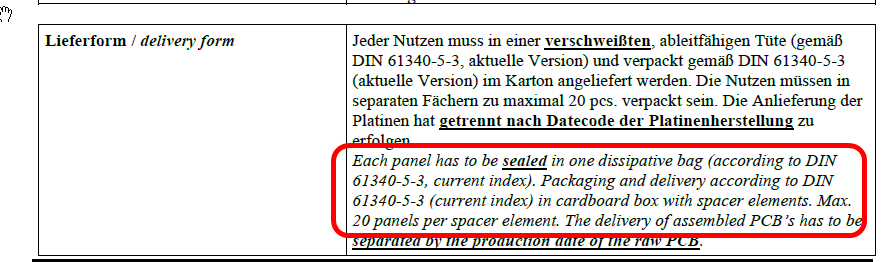 Lieferform / delivery form
Jeder Nutzen muss in einer verschweißten, ableitfähigen Tüte (gemäß
DIN 61340-5-3, aktuelle Version) und verpackt gemäß DIN 61340-5-3
(aktuelle Version) im Karton angeliefert werden. Die Nutzen müssen in
separaten Fächern zu maximal 20 pcs. verpackt sein. Die Anlieferung der
Platinen hat getrennt nach Datecode der Platinenherstellung zu
erfolgen.
Each panel has to be sealed in one dissipative bag (according to DIN
61340-5-3, current index). Packaging and delivery according to DIN
61340-5-3 (current index) in cardboard box with spacer elements. Max.
20 panels per spacer element. The delivery of assembled PCB's has to be
separated by the production date of the raw PCB.